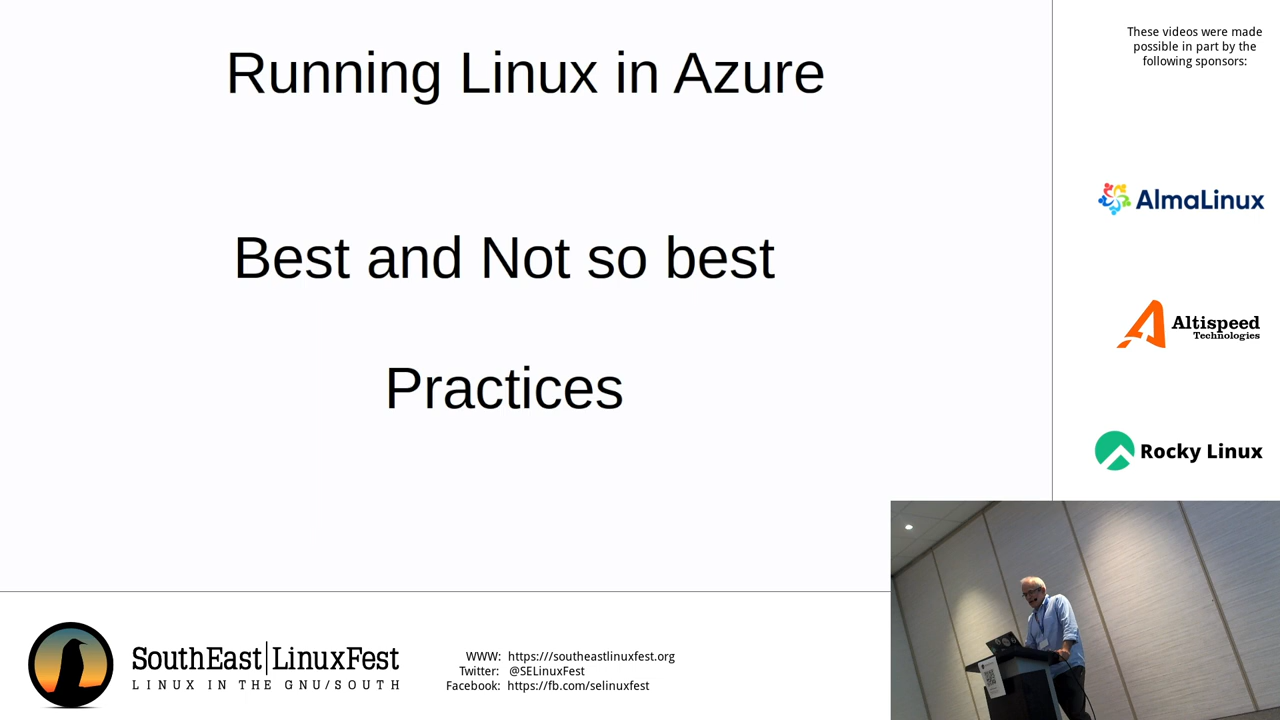 Running Linux in Azure
Best and Not so best
Practices
These videos were made
possible in part by the
following sponsors:
AlmaLinux
Altispeed
Technologies
Rocky Linux
SouthEast|LinuxFest
LINUX IN THE GNU/SOUTH
WWW: https:///southeastlinuxfest.org
Twitter: @SELinuxFest
Facebook: https://fb.com/selinuxfest